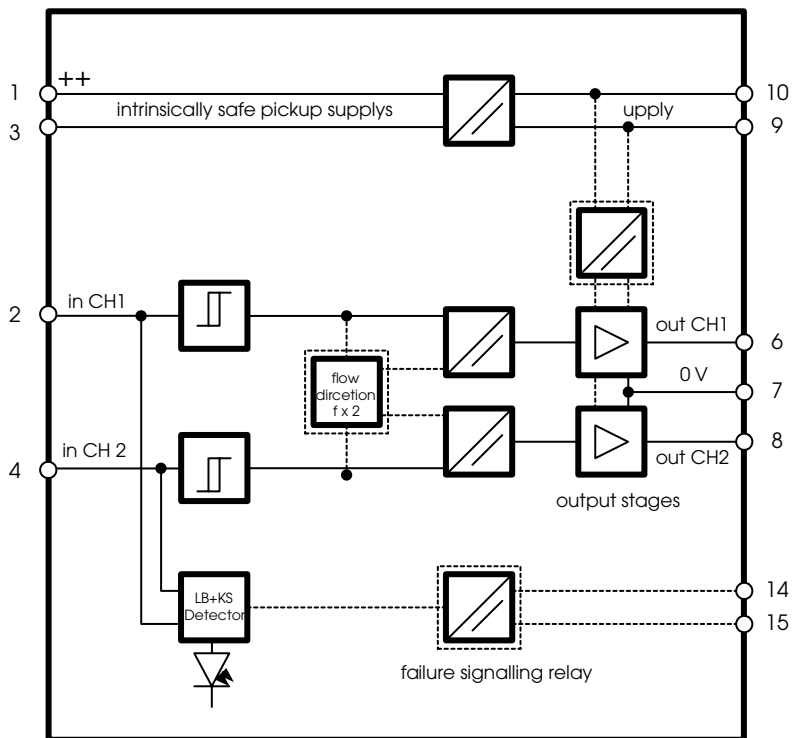 1
++
10
intrinsically safe pickup supplys
upply
3
9
in CH1
2
out CH1
6
flow
dircetion
f x 2
0 V
7
in CH 2
4
8
out CH2
output stages
LB+KS
Detector
14
15
failure signalling relay